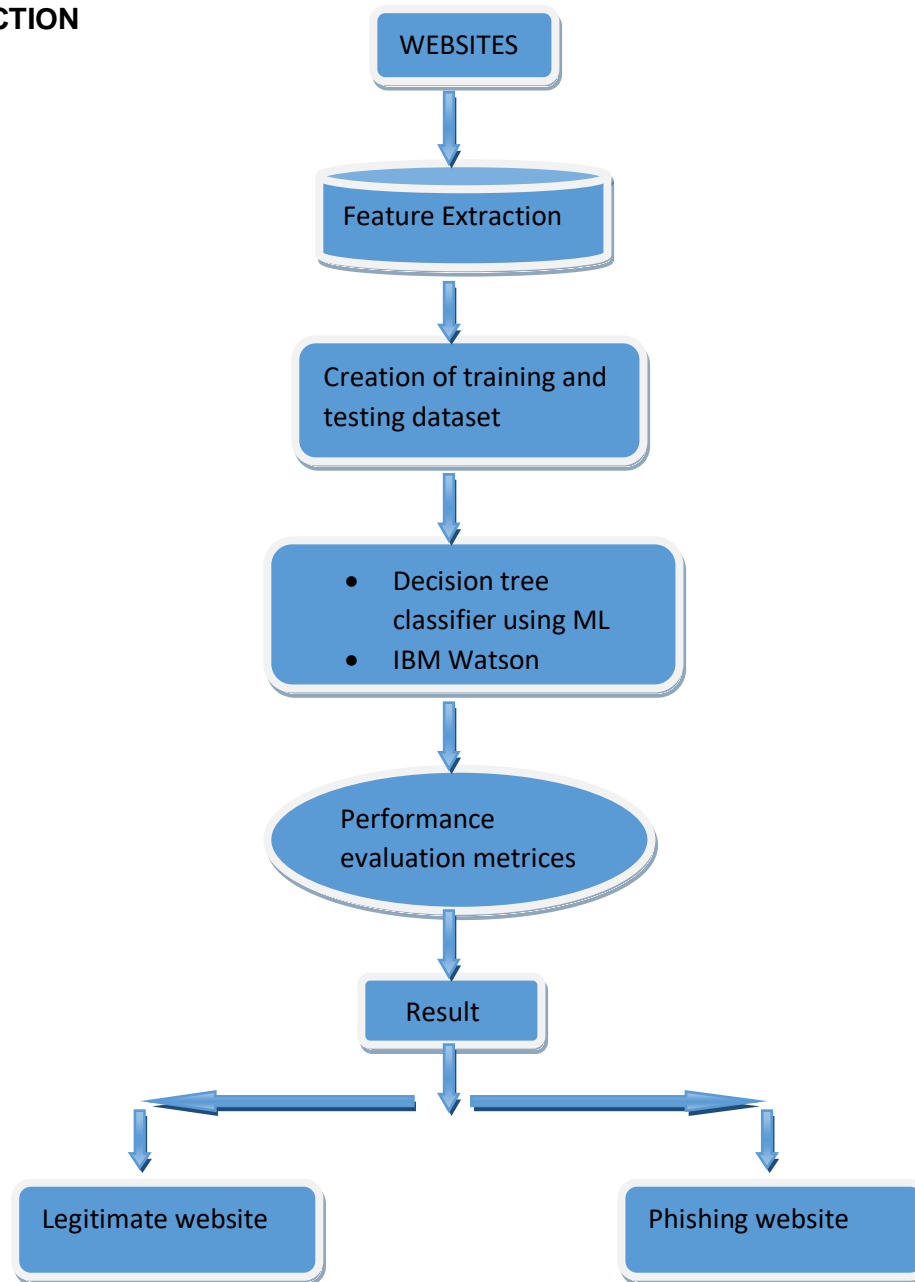 CTION
WEBSITES
Feature Extraction
Creation of training and
testing dataset
• Decision tree
classifier using ML
• IBM Watson
Performance
evaluation metrices
Result
Legitimate website
Phishing website